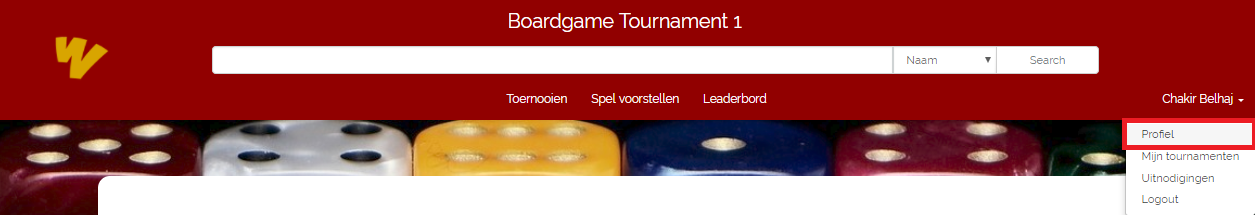 Boardgame Tournament 1
W
Naam Search
Toernooien Spel voorstellen Leaderbord Chakir Belhaj
Profiel
Mijn tournamenten
Uitnodigingen
Logout